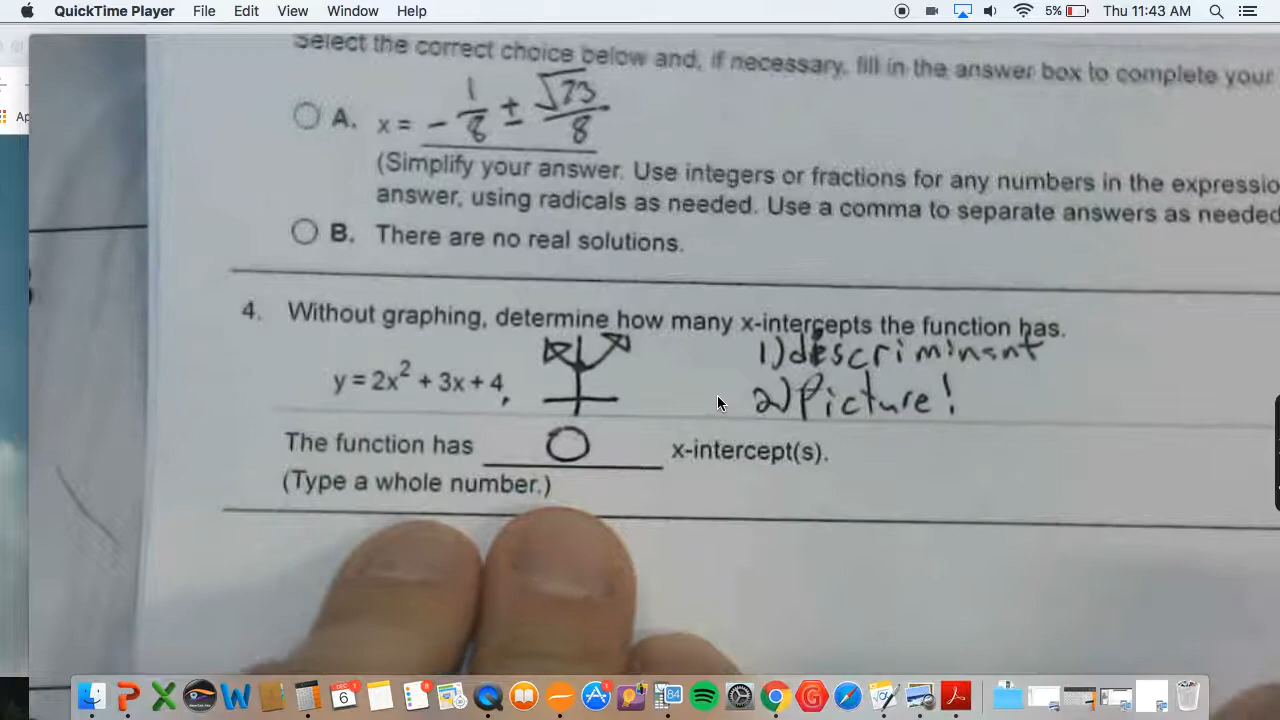 QuickTime Player File Edit View Window Help 5% Thu 11:43 AM
Select the correct choice below and, if necessary, fill in the answer box to complete your
A. x = - 1/8 ± √73/8
(Simplify your answer. Use integers or fractions for any numbers in the expressio
answer, using radicals as needed. Use a comma to separate answers as needed
B. There are no real solutions.
4. Without graphing, determine how many x-intercepts the function has.
1) descriminant
y = 2x² + 3x + 4,
2) Picture!
The function has 0 x-intercept(s).
(Type a whole number.)